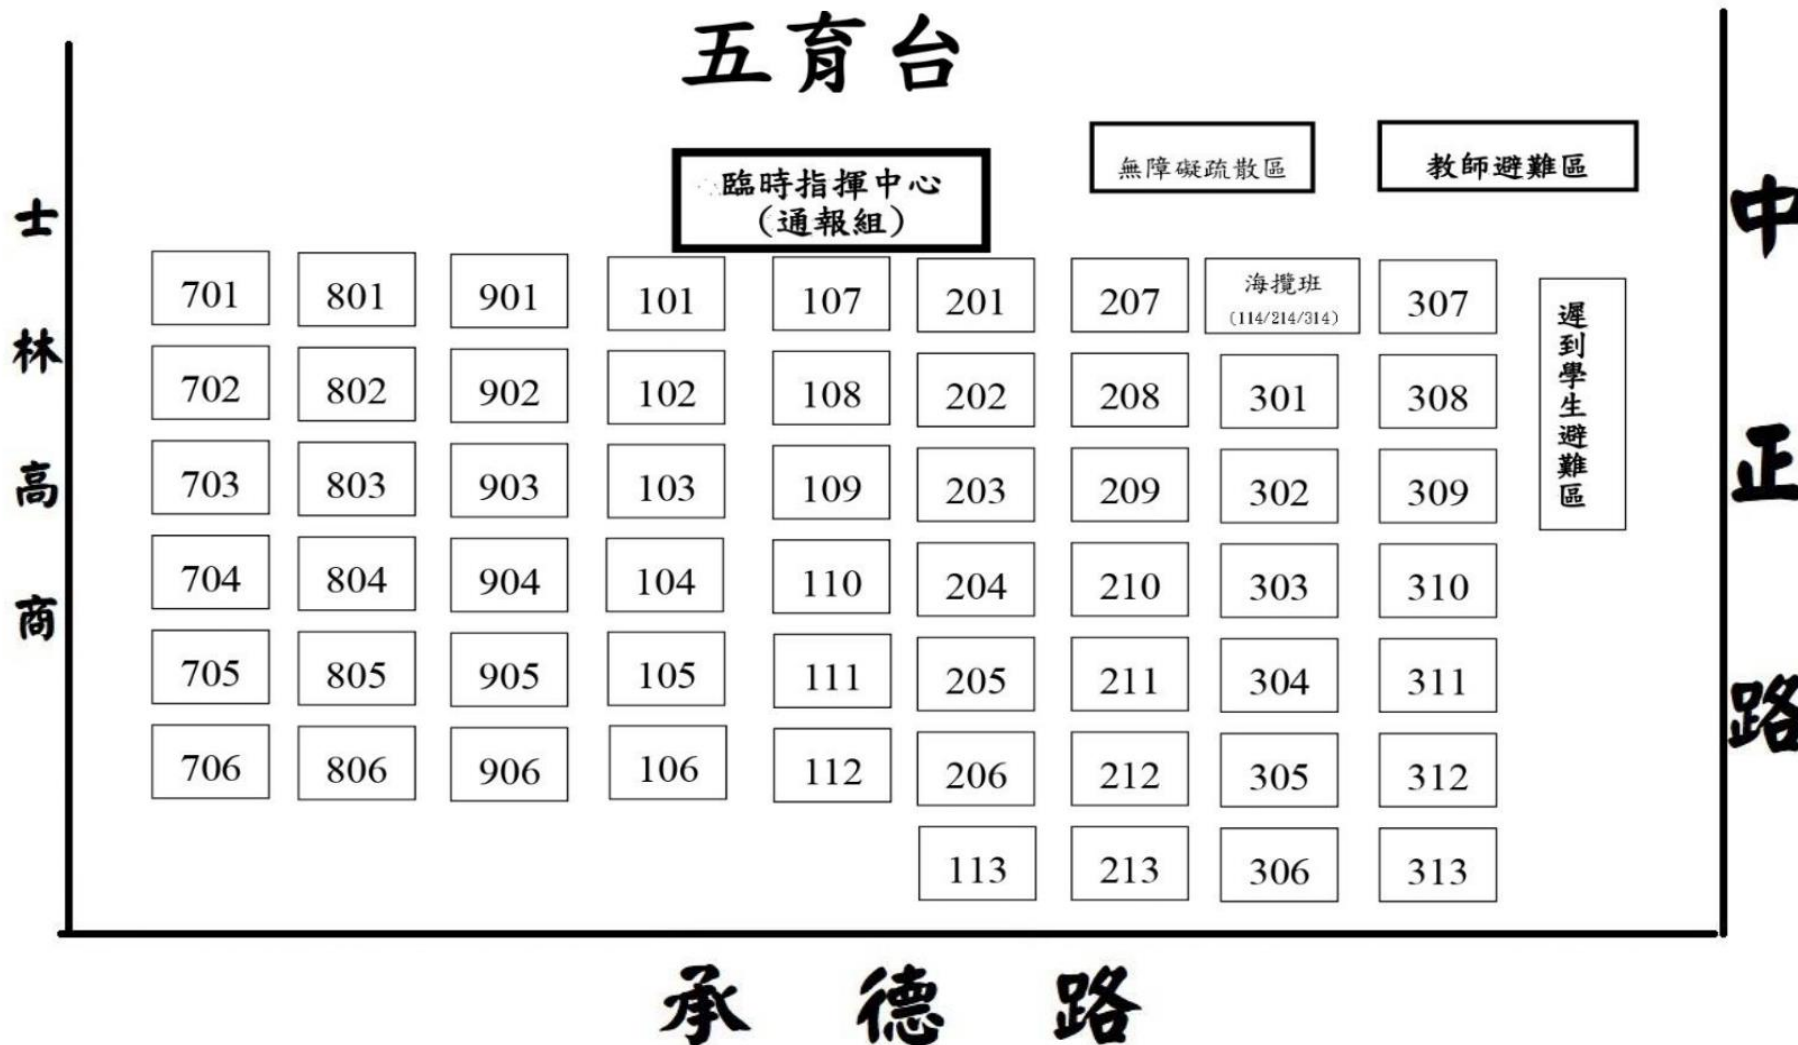 五育台
無障礙疏散區
教師避難區
臨時指揮中心
(通報組)
士林高商
中正路
701 801 901 101 107 201 207 海攬班 307
(114/214/314)
702 802 902 102 108 202 208 301 308
703 803 903 103 109 203 209 302 309
704 804 904 104 110 204 210 303 310
705 805 905 105 111 205 211 304 311
706 806 906 106 112 206 212 305 312
113 213 306 313
遲到學生避難區
承德路